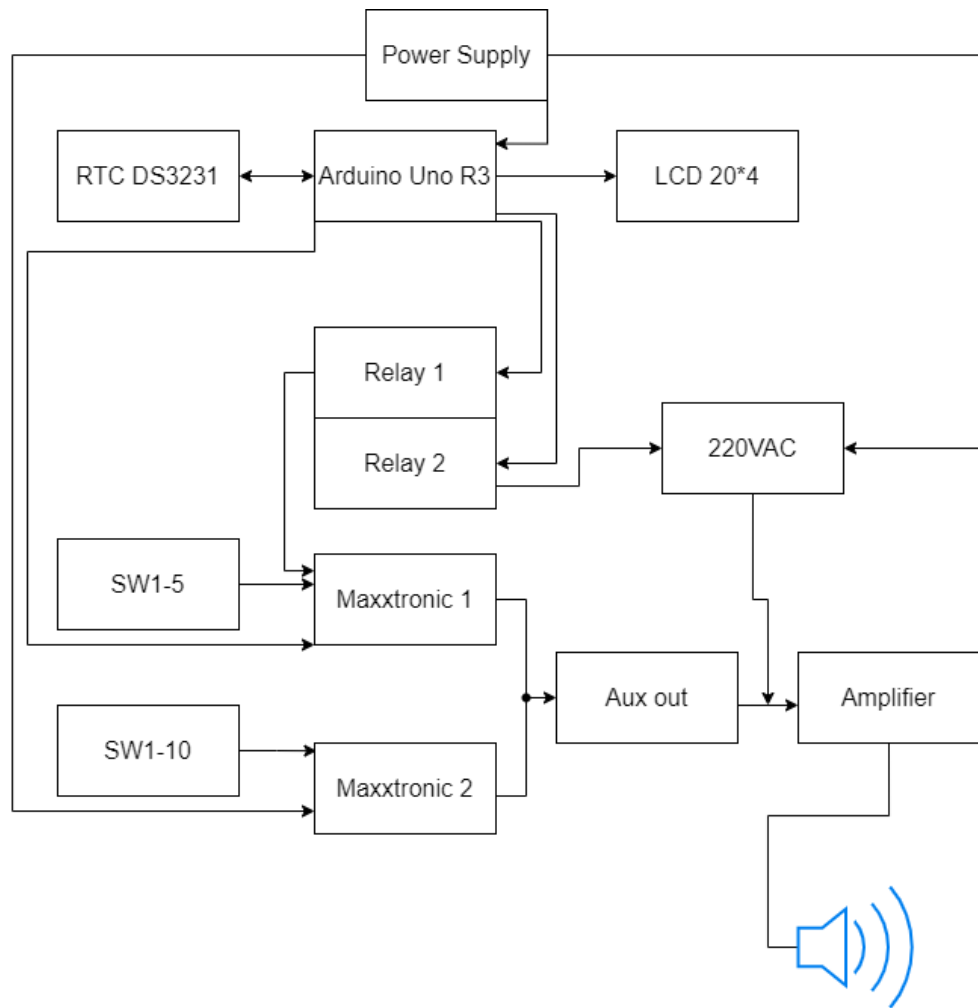 Power Supply
RTC DS3231
Arduino Uno R3
LCD 20*4
Relay 1
Relay 2
220VAC
SW1-5
Maxxtronic 1
Aux out
Amplifier
SW1-10
Maxxtronic 2